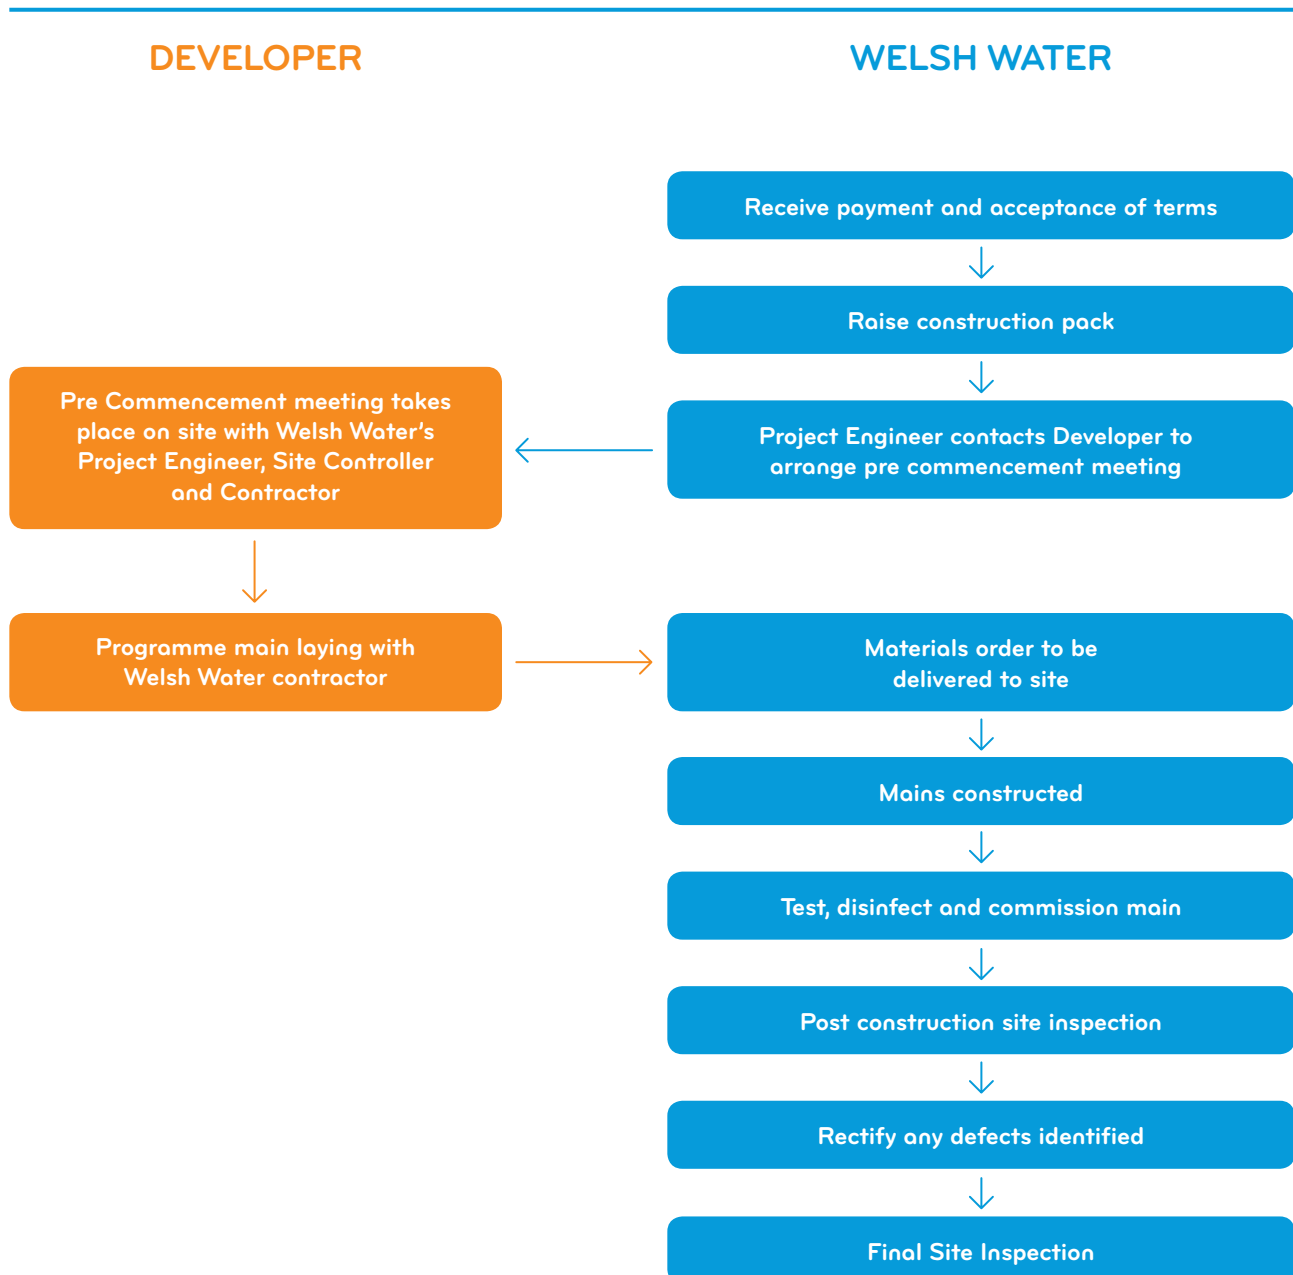 DEVELOPER
WELSH WATER
Receive payment and acceptance of terms
Raise construction pack
Pre Commencement meeting takes
place on site with Welsh Water's
Project Engineer, Site Controller
and Contractor
Project Engineer contacts Developer to
arrange pre commencement meeting
Programme main laying with
Welsh Water contractor
Materials order to be
delivered to site
Mains constructed
Test, disinfect and commission main
Post construction site inspection
Rectify any defects identified
Final Site Inspection